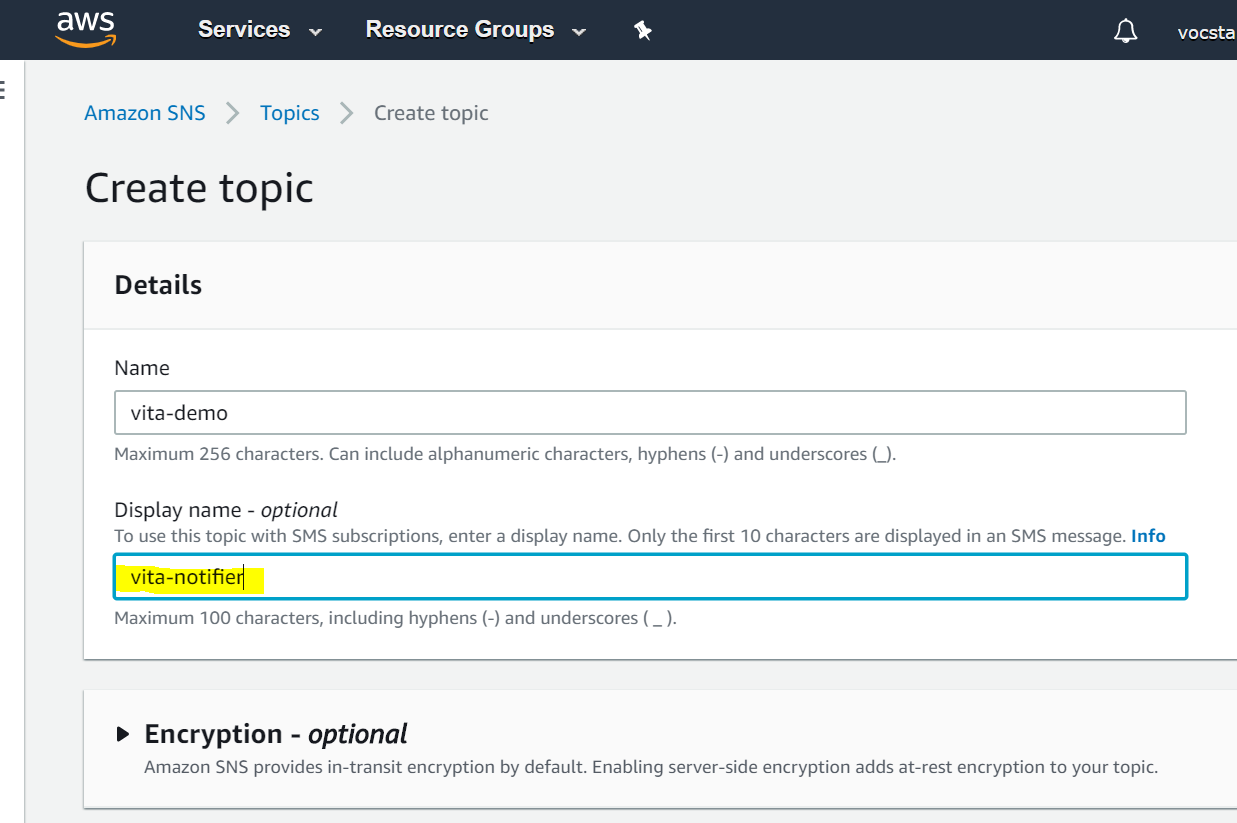 aws Services Resource Groups vocsta
Amazon SNS Topics Create topic
Create topic
Details
Name
vita-demo
Maximum 256 characters. Can include alphanumeric characters, hyphens (-) and underscores (_).
Display name - optional
To use this topic with SMS subscriptions, enter a display name. Only the first 10 characters are displayed in an SMS message. Info
vita-notifier
Maximum 100 characters, including hyphens (-) and underscores ( _ ).
Encryption - optional
Amazon SNS provides in-transit encryption by default. Enabling server-side encryption adds at-rest encryption to your topic.